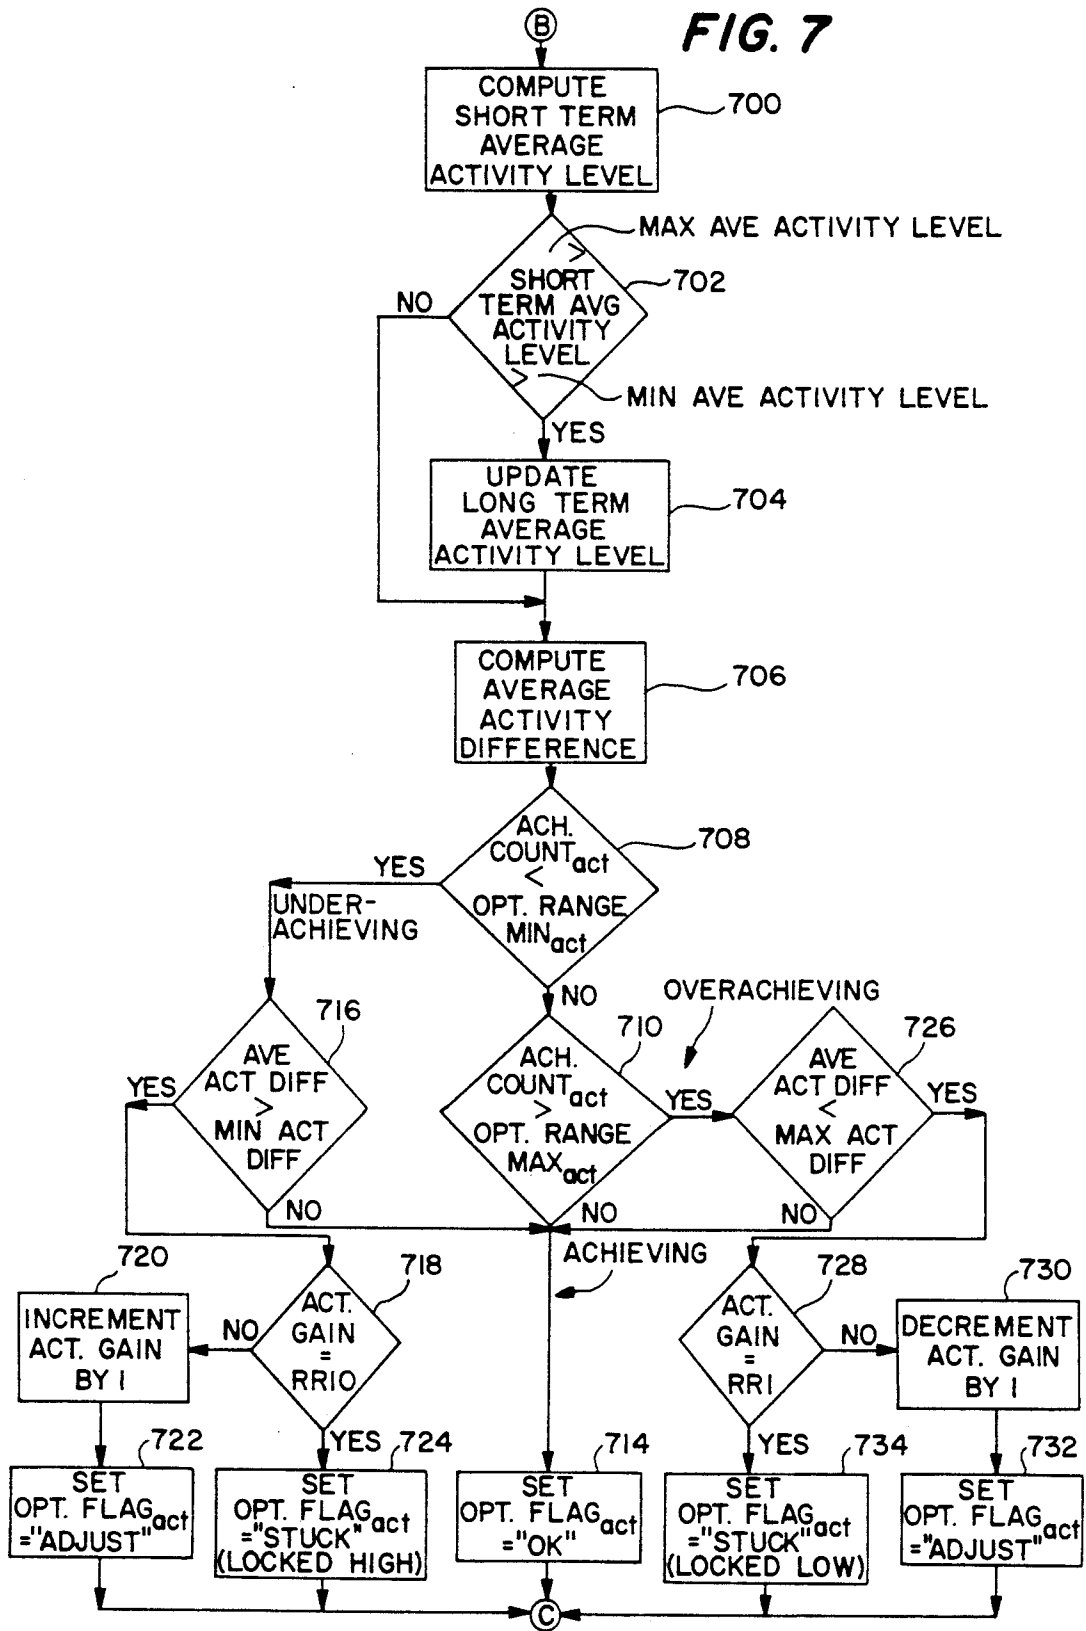 B
FIG. 7
COMPUTE
SHORT TERM
AVERAGE
ACTIVITY LEVEL
700
MAX AVE ACTIVITY LEVEL
>
SHORT
TERM AVG
ACTIVITY
LEVEL
>
702
NO
MIN AVE ACTIVITY LEVEL
YES
UPDATE
LONG TERM
AVERAGE
ACTIVITY LEVEL
704
COMPUTE
AVERAGE
ACTIVITY
DIFFERENCE
706
ACH.
COUNTact
<
OPT. RANGE
MINact
708
YES
UNDER-
ACHIEVING
NO
OVERACHIEVING
716
AVE
ACT DIFF
>
MIN ACT
DIFF
YES
NO
710
ACH.
COUNTact
>
OPT. RANGE
MAXact
YES
NO
726
AVE
ACT DIFF
<
MAX ACT
DIFF
YES
NO
ACHIEVING
720
INCREMENT
ACT. GAIN
BY 1
718
ACT.
GAIN
=
RR10
NO
YES
728
ACT.
GAIN
=
RR1
NO
YES
730
DECREMENT
ACT. GAIN
BY 1
722
SET
OPT. FLAGact
="ADJUST"
724
SET
OPT. FLAGact
="STUCK"
(LOCKED HIGH)
714
SET
OPT. FLAGact
="OK"
734
SET
OPT. FLAGact
="STUCK"
(LOCKED LOW)
732
SET
OPT. FLAGact
="ADJUST"
C